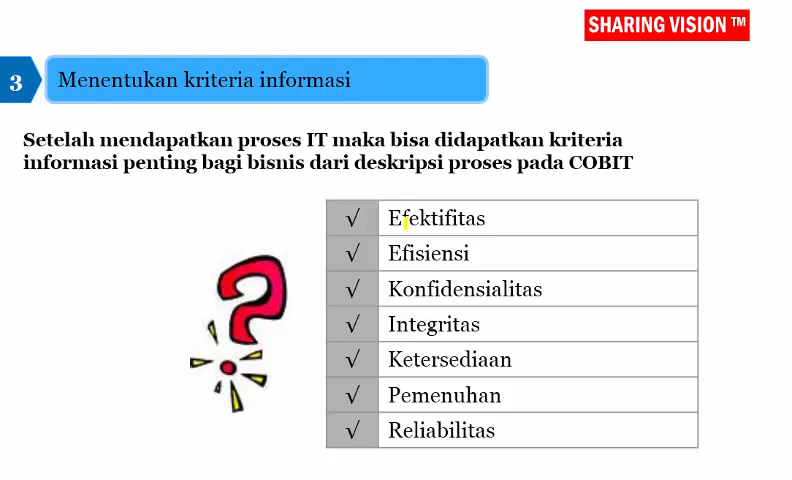 SHARING VISION ™
3
Menentukan kriteria informasi
Setelah mendapatkan proses IT maka bisa didapatkan kriteria
informasi penting bagi bisnis dari deskripsi proses pada COBIT
√ Efektifitas
√ Efisiensi
√ Konfidensialitas
√ Integritas
√ Ketersediaan
√ Pemenuhan
√ Reliabilitas